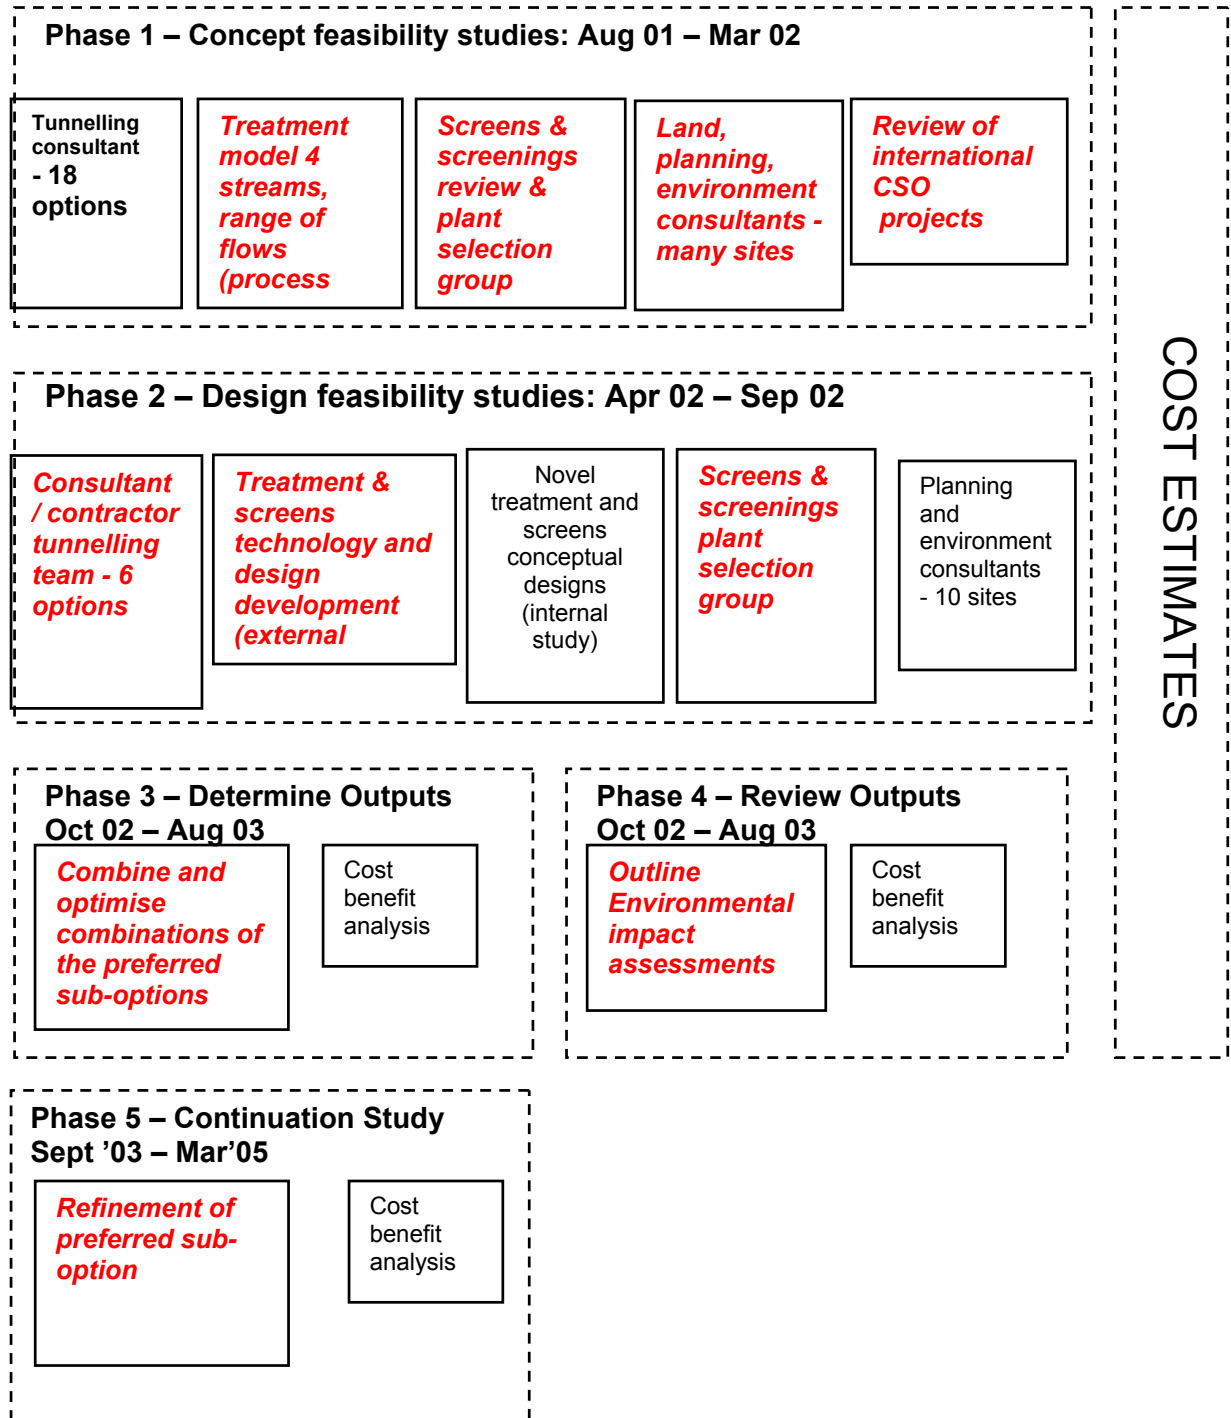 Phase 1 – Concept feasibility studies: Aug 01 – Mar 02
Tunnelling
consultant
- 18
options
Treatment
model 4
streams,
range of
flows
(process
Screens &
screenings
review &
plant
selection
group
Land,
planning,
environment
consultants -
many sites
Review of
international
CSO
projects
COST ESTIMATES
Phase 2 – Design feasibility studies: Apr 02 – Sep 02
Consultant
/ contractor
tunnelling
team - 6
options
Treatment &
screens
technology and
design
development
(external
Novel
treatment and
screens
conceptual
designs
(internal
study)
Screens &
screenings
plant
selection
group
Planning
and
environment
consultants
- 10 sites
Phase 3 – Determine Outputs
Oct 02 – Aug 03
Combine and
optimise
combinations of
the preferred
sub-options
Cost
benefit
analysis
Phase 4 – Review Outputs
Oct 02 – Aug 03
Outline
Environmental
impact
assessments
Cost
benefit
analysis
Phase 5 – Continuation Study
Sept '03 – Mar'05
Refinement of
preferred sub-
option
Cost
benefit
analysis